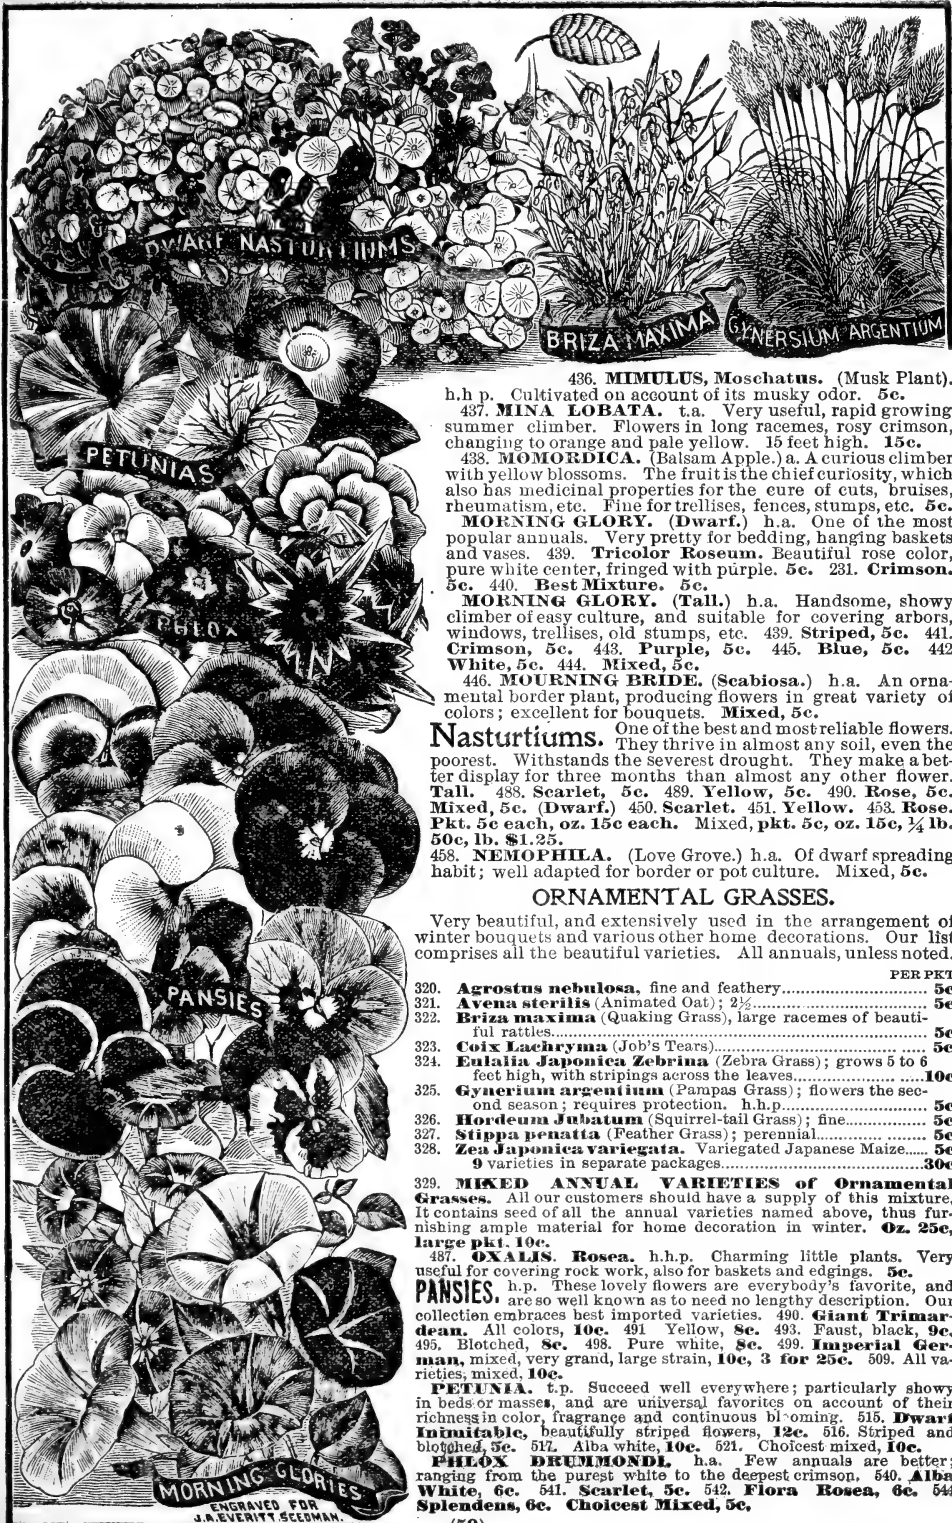 DWARF NASTURTIUMS
BRIZA MAXIMA
GYNERSIUM ARGENTIUM
PETUNIAS
PHLOX
PANSIES
MORNING GLORIES
ENGRAVED FOR
J.A. EVERITT, SEEDMAN.
436. MIMULUS, Moschatus. (Musk Plant).
h.h p. Cultivated on account of its musky odor. 5c.
437. MINA LOBATA. t.a. Very useful, rapid growing
summer climber. Flowers in long racemes, rosy crimson,
changing to orange and pale yellow. 15 feet high. 15c.
438. MOMORDICA. (Balsam Apple.) a. A curious climber
with yellow blossoms. The fruit is the chief curiosity, which
also has medicinal properties for the cure of cuts, bruises,
rheumatism, etc. Fine for trellises, fences, stumps, etc. 5c.
MORNING GLORY. (Dwarf.) h.a. One of the most
popular annuals. Very pretty for bedding, hanging baskets
and vases. 439. Tricolor Roseum. Beautiful rose color,
pure white center, fringed with purple. 5c. 231. Crimson.
5c. 440. Best Mixture. 5c.
MORNING GLORY. (Tall.) h.a. Handsome, showy
climber of easy culture, and suitable for covering arbors,
windows, trellises, old stumps, etc. 439. Striped, 5c. 441.
Crimson, 5c. 443. Purple, 5c. 445. Blue, 5c. 442
White, 5c. 444. Mixed, 5c.
446. MOURNING BRIDE. (Scabiosa.) h.a. An orna-
mental border plant, producing flowers in great variety of
colors; excellent for bouquets. Mixed, 5c.
Nasturtiums. One of the best and most reliable flowers.
They thrive in almost any soil, even the
poorest. Withstands the severest drought. They make a bet-
ter display for three months than almost any other flower.
Tall. 488. Scarlet, 5c. 489. Yellow, 5c. 490. Rose, 5c.
Mixed, 5c. (Dwarf.) 450. Scarlet. 451. Yellow. 453. Rose.
Pkt. 5c each, oz. 15c each. Mixed, pkt. 5c, oz. 15c, ¼ lb.
50c, lb. $1.25.
458. NEMOPHILA. (Love Grove.) h.a. Of dwarf spreading
habit; well adapted for border or pot culture. Mixed, 5c.
ORNAMENTAL GRASSES.
Very beautiful, and extensively used in the arrangement of
winter bouquets and various other home decorations. Our list
comprises all the beautiful varieties. All annuals, unless noted.
PER PKT
320. Agrostus nebulosa, fine and feathery 5c
321. Avena sterilis (Animated Oat); 2½ 5c
322. Briza maxima (Quaking Grass), large racemes of beauti-
ful rattles 5c
323. Coix Lachryma (Job's Tears) 5c
324. Eulalia Japonica Zebrina (Zebra Grass); grows 5 to 6
feet high, with stripings across the leaves 10c
325. Gynerium argentium (Pampas Grass); flowers the sec-
ond season; requires protection. h.h.p. 5c
326. Hordeum Jubatum (Squirrel-tail Grass); fine 5c
327. Stippa penatta (Feather Grass); perennial 5c
328. Zea Japonica variegata. Variegated Japanese Maize 5c
9 varieties in separate packages 30c
329. MIXED ANNUAL VARIETIES of Ornamental
Grasses. All our customers should have a supply of this mixture.
It contains seed of all the annual varieties named above, thus fur-
nishing ample material for home decoration in winter. Oz. 25c,
large pkt. 10c.
487. OXALIS. Rosea. h.h.p. Charming little plants. Very
useful for covering rock work, also for baskets and edgings. 5c.
PANSIES. h.p. These lovely flowers are everybody's favorite, and
are so well known as to need no lengthy description. Our
collection embraces best imported varieties. 490. Giant Trimar-
dean. All colors, 10c. 491 Yellow, 8c. 493. Faust, black, 9c.
495. Blotched, 8c. 498. Pure white, 8c. 499. Imperial Ger-
man, mixed, very grand, large strain, 10c, 3 for 25c. 509. All va-
rieties, mixed, 10c.
PETUNIA. t.p. Succeed well everywhere; particularly showy
in beds or masses, and are universal favorites on account of their
richness in color, fragrance and continuous blooming. 515. Dwarf
Inimitable, beautifully striped flowers, 12c. 516. Striped and
blotched, 5c. 517. Alba white, 10c. 521. Choicest mixed, 10c.
PHLOX DRUMMONDI. h.a. Few annuals are better;
ranging from the purest white to the deepest crimson. 540. Alba
White, 6c. 541. Scarlet, 5c. 542. Flora Rosea, 6c. 544
Splendens, 6c. Choicest Mixed, 5c.